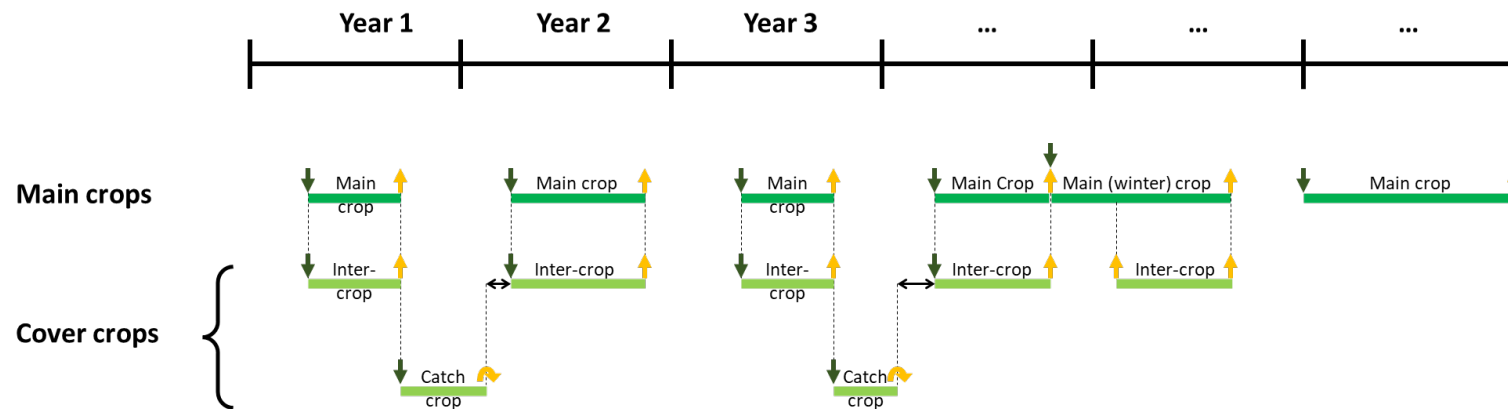 Year 1 Year 2 Year 3 ... ... ...
Main crops
Main
crop
Main crop
Main
crop
Main Crop
Main (winter) crop
Main crop
Inter-
crop
Inter-crop
Inter-
crop
Inter-crop
Inter-crop
Cover crops
Catch
crop
Catch
crop